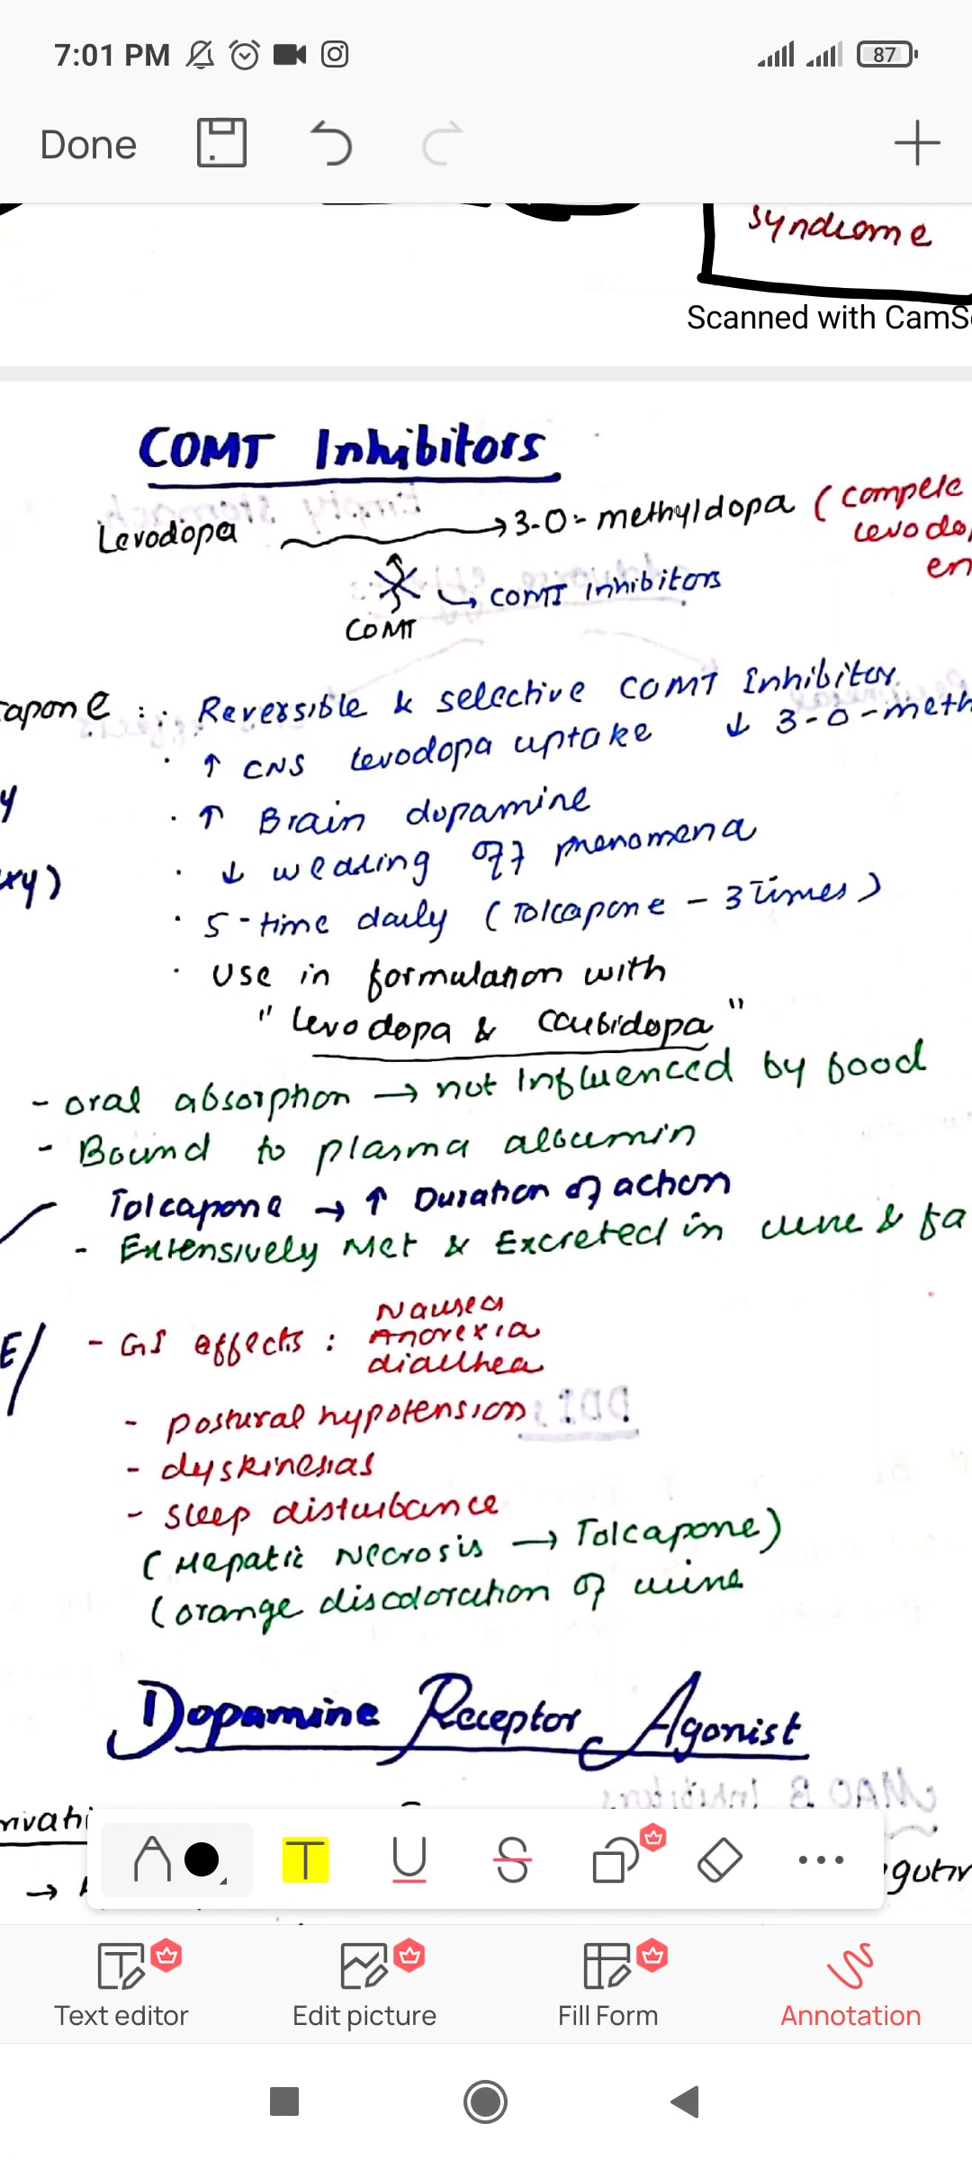 7:01 PM 87
Done
syndrome
Scanned with CamS
COMT Inhibitors
Levodopa → 3-O-methyldopa (compete
levodo
en
COMT Inhibitors
COMT
capone : Reversible & selective COMT Inhibitor.
↓ 3-O-meth
· ↑ CNS levodopa uptake
y
· ↑ Brain dopamine
· ↓ wearing off phenomena
xy)
· 5-time daily (Tolcapone - 3 times)
· Use in formulation with
"levodopa & carbidopa"
- oral absorption → not Influenced by food
- Bound to plasma albumin
Tolcapone → ↑ Duration of action
- Extensively Met & Excreted in urine & fa
E/
- GI effects : Nausea
Anorexia
diarrhea
- postural hypotension
- dyskinesias
- sleep disturbance
(Hepatic Necrosis → Tolcapone)
(orange discoloration of urine
Dopamine Receptor Agonist
T U S
Text editor Edit picture Fill Form Annotation